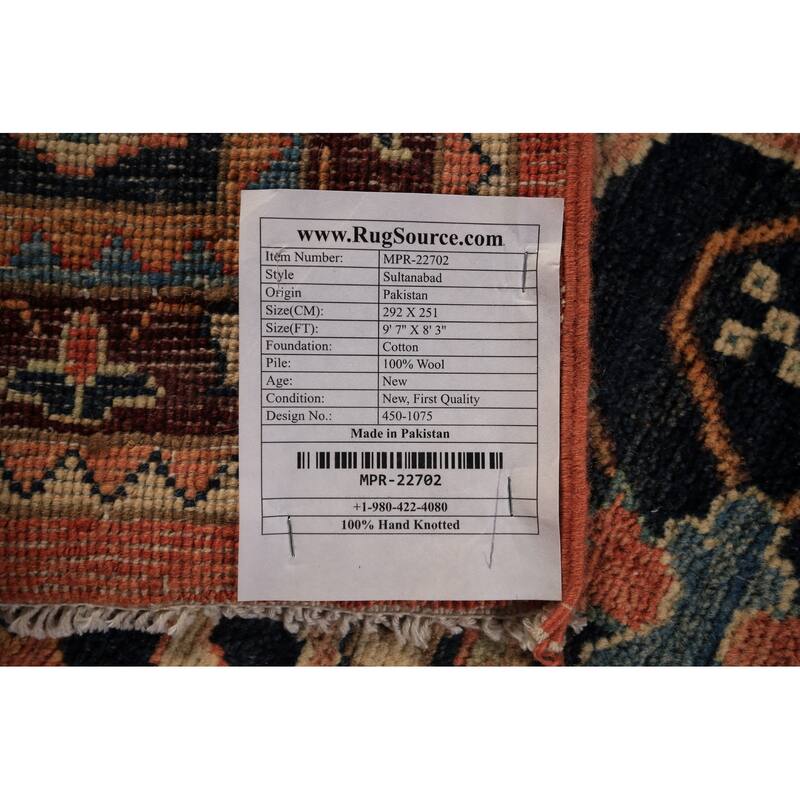 www.RugSource.com
Item Number: MPR-22702
Style Sultanabad
Origin Pakistan
Size(CM): 292 X 251
Size(FT): 9' 7" X 8' 3"
Foundation: Cotton
Pile: 100% Wool
Age: New
Condition: New, First Quality
Design No.: 450-1075
Made in Pakistan
MPR-22702
+1-980-422-4080
100% Hand Knotted